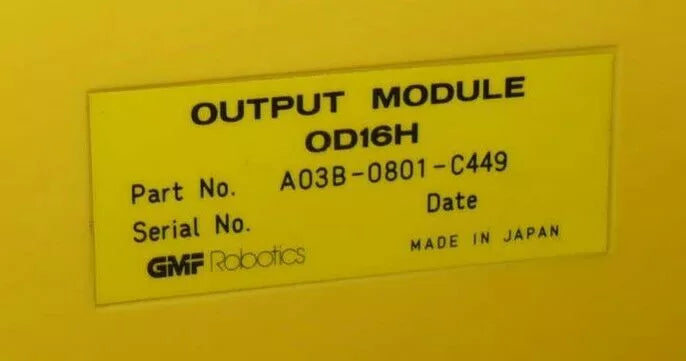 OUTPUT MODULE
OD16H
Part No. A03B-0801-C449
Serial No. Date
GMF Robotics MADE IN JAPAN